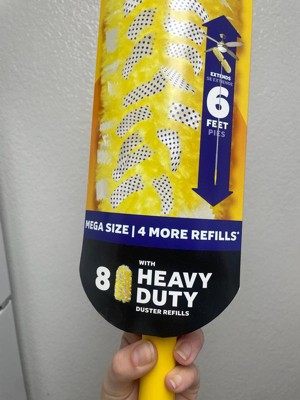 EXTENDS
SE EXTIENDE
6
FEET
PIES
MEGA SIZE | 4 MORE REFILLS*
8 WITH
HEAVY
DUTY
DUSTER REFILLS